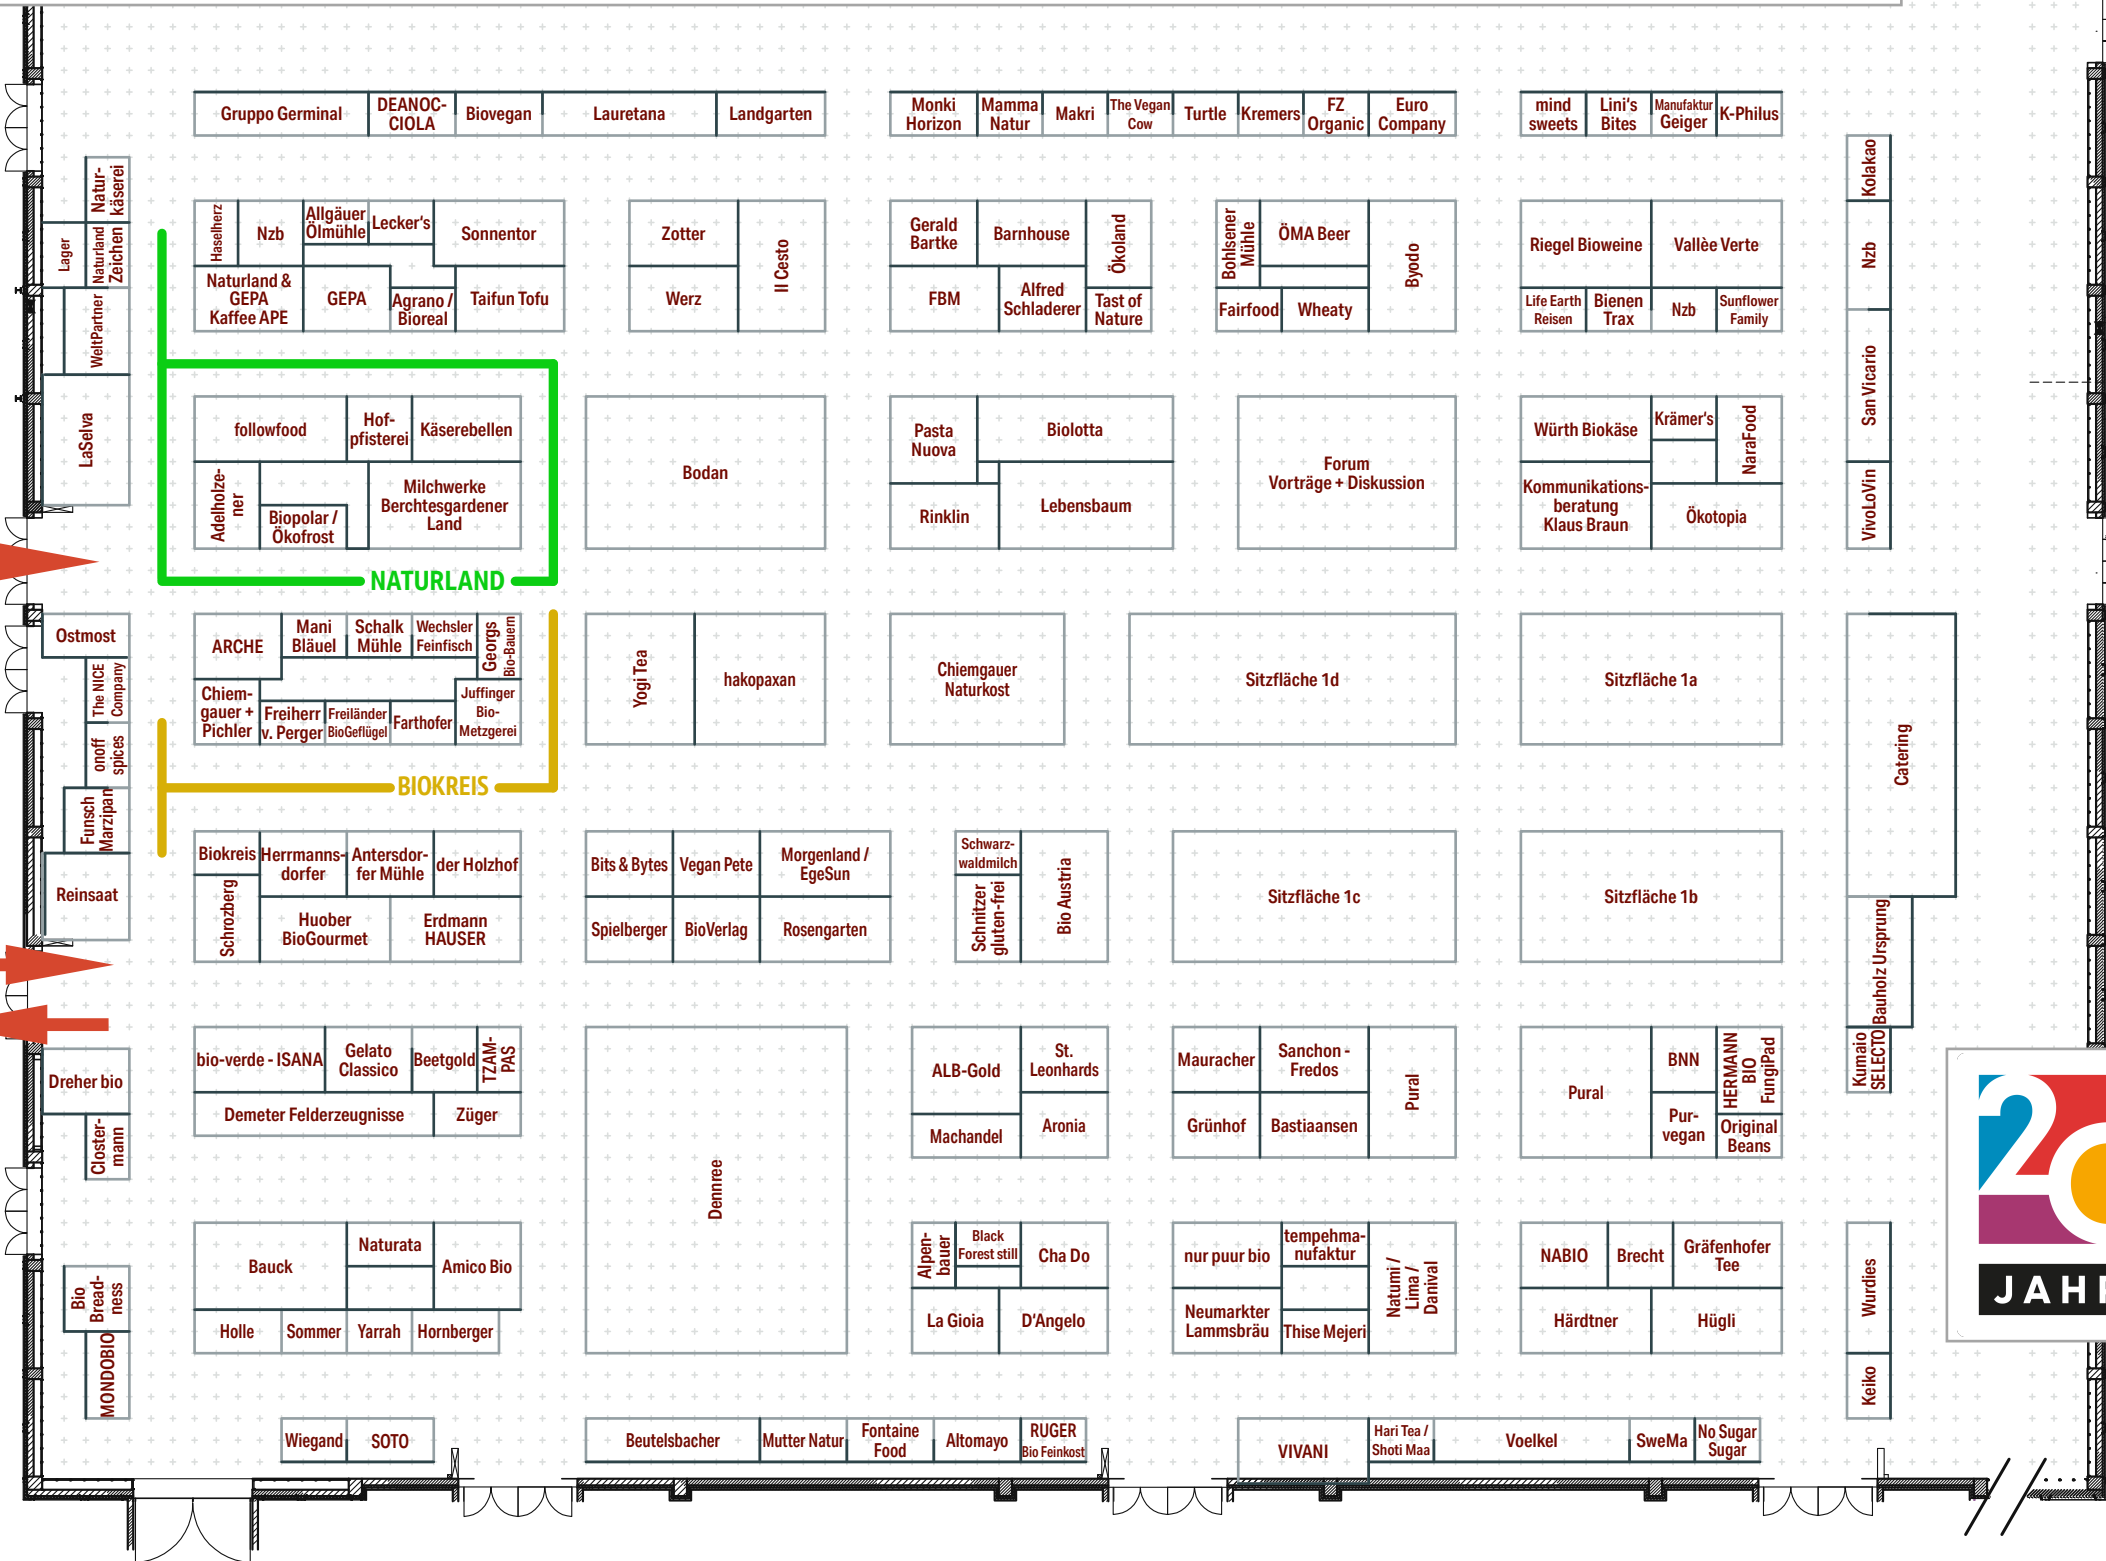 Gruppo Germinal
DEANOC-
CIOLA
Biovegan
Lauretana
Landgarten
Monki
Horizon
Mamma
Natur
Makri
The Vegan
Cow
Turtle
Kremers
FZ
Organic
Euro
Company
mind
sweets
Lini's
Bites
Manufaktur
Geiger
K-Philus
Natur-
käserei
Lager
Naturland
Zeichen
WeltPartner
LaSelva
Haselherz
Nzb
Allgäuer
Ölmühle
Lecker's
Sonnentor
Naturland &
GEPA
Kaffee APE
GEPA
Agrano /
Bioreal
Taifun Tofu
Zotter
Werz
Il Cesto
Gerald
Bartke
Barnhouse
Ökoland
FBM
Alfred
Schladerer
Tast of
Nature
Bohlsener
Mühle
ÖMA Beer
Byodo
Fairfood
Wheaty
Riegel Bioweine
Vallèe Verte
Life Earth
Reisen
Bienen
Trax
Nzb
Sunflower
Family
Kolakao
Nzb
San Vicario
VivoLoVin
followfood
Hof-
pfisterei
Käserebellen
Adelholze-
ner
Biopolar /
Ökofrost
Milchwerke
Berchtesgardener
Land
NATURLAND
Bodan
Pasta
Nuova
Biolotta
Rinklin
Lebensbaum
Forum
Vorträge + Diskussion
Würth Biokäse
Krämer's
NaraFood
Kommunikations-
beratung
Klaus Braun
Ökotopia
Ostmost
The NICE
Company
onoff
spices
Funsch
Marzipan
Reinsaat
ARCHE
Mani
Bläuel
Schalk
Mühle
Wechsler
Feinfisch
Georgs
Bio-Bauern
Chiem-
gauer +
Pichler
Freiherr
v. Perger
Freiländer
BioGeflügel
Farthofer
Juffinger
Bio-
Metzgerei
BIOKREIS
Yogi Tea
hakopaxan
Chiemgauer
Naturkost
Sitzfläche 1d
Sitzfläche 1a
Catering
Biokreis
Herrmanns-
dorfer
Antersdor-
fer Mühle
der Holzhof
Schrozberg
Huober
BioGourmet
Erdmann
HAUSER
Bits & Bytes
Vegan Pete
Morgenland /
EgeSun
Spielberger
BioVerlag
Rosengarten
Schwarz-
waldmilch
Schnitzer
gluten-frei
Bio Austria
Sitzfläche 1c
Sitzfläche 1b
Bauholz Ursprung
Kumaio
SELECTO
Dreher bio
Closter-
mann
bio-verde - ISANA
Gelato
Classico
Beetgold
TZAM-
PAS
Demeter Felderzeugnisse
Züger
Dennree
ALB-Gold
St.
Leonhards
Machandel
Aronia
Mauracher
Sanchon -
Fredos
Pural
Grünhof
Bastiaansen
Pural
BNN
HERMANN
BIO
FungiPad
Pur-
vegan
Original
Beans
20
JAHR
Bio
Bread-
ness
MONDOBIO
Bauck
Naturata
Amico Bio
Holle
Sommer
Yarrah
Hornberger
Alpen-
bauer
Black
Forest still
Cha Do
La Gioia
D'Angelo
nur puur bio
tempehma-
nufaktur
Natumi /
Lima /
Danival
Neumarkter
Lammsbräu
Thise Mejeri
NABIO
Brecht
Gräfenhofer
Tee
Härdtner
Hügli
Wurdies
Keiko
Wiegand
SOTO
Beutelsbacher
Mutter Natur
Fontaine
Food
Altomayo
RUGER
Bio Feinkost
VIVANI
Hari Tea /
Shoti Maa
Voelkel
SweMa
No Sugar
Sugar